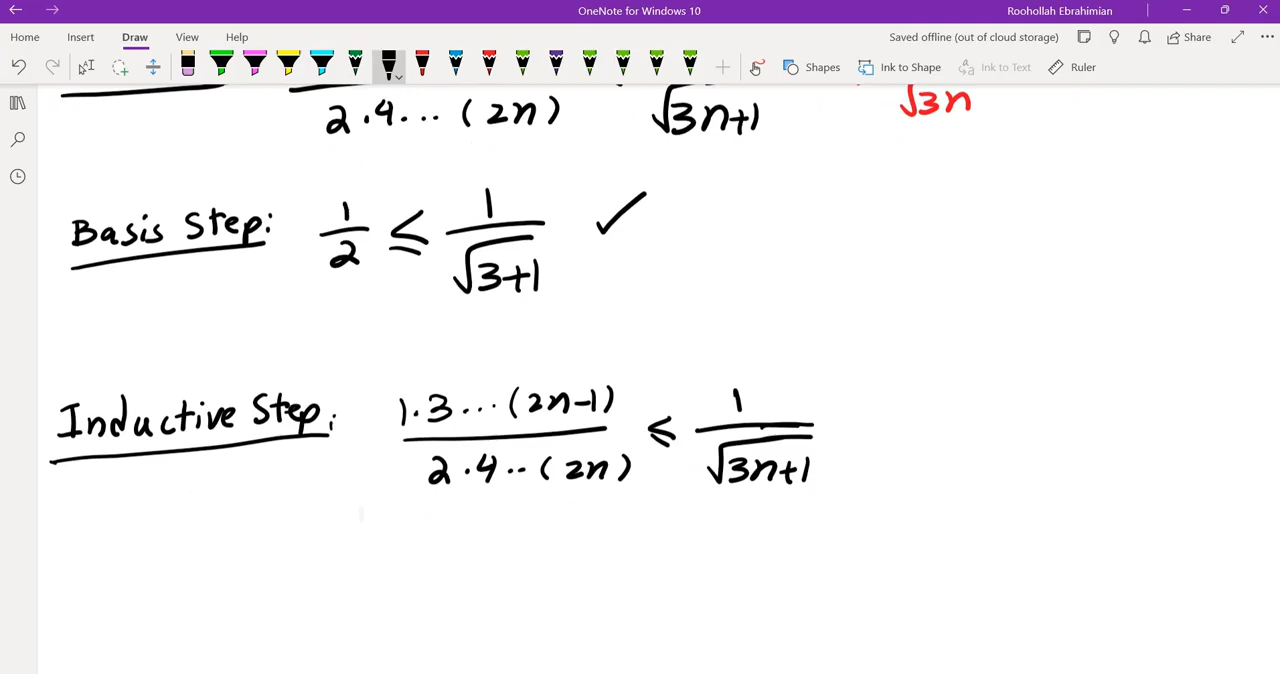 OneNote for Windows 10
Roohollah Ebrahimian
Home Insert Draw View Help
Saved offline (out of cloud storage)
Share
Shapes
Ink to Shape
Ink to Text
Ruler
2·4···(2n)
√3n+1
√3n
Basis Step: 1/2 ≤ 1/√3+1 ✓
Inductive Step: 1·3···(2n-1)/2·4··(2n) ≤ 1/√3n+1